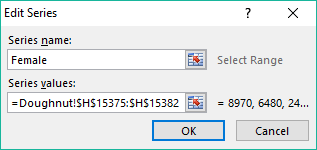 Edit Series
Series name:
Female
Select Range
Series values:
=Doughnut!$H$15375:$H$15382
= 8970, 6480, 24...
OK
Cancel